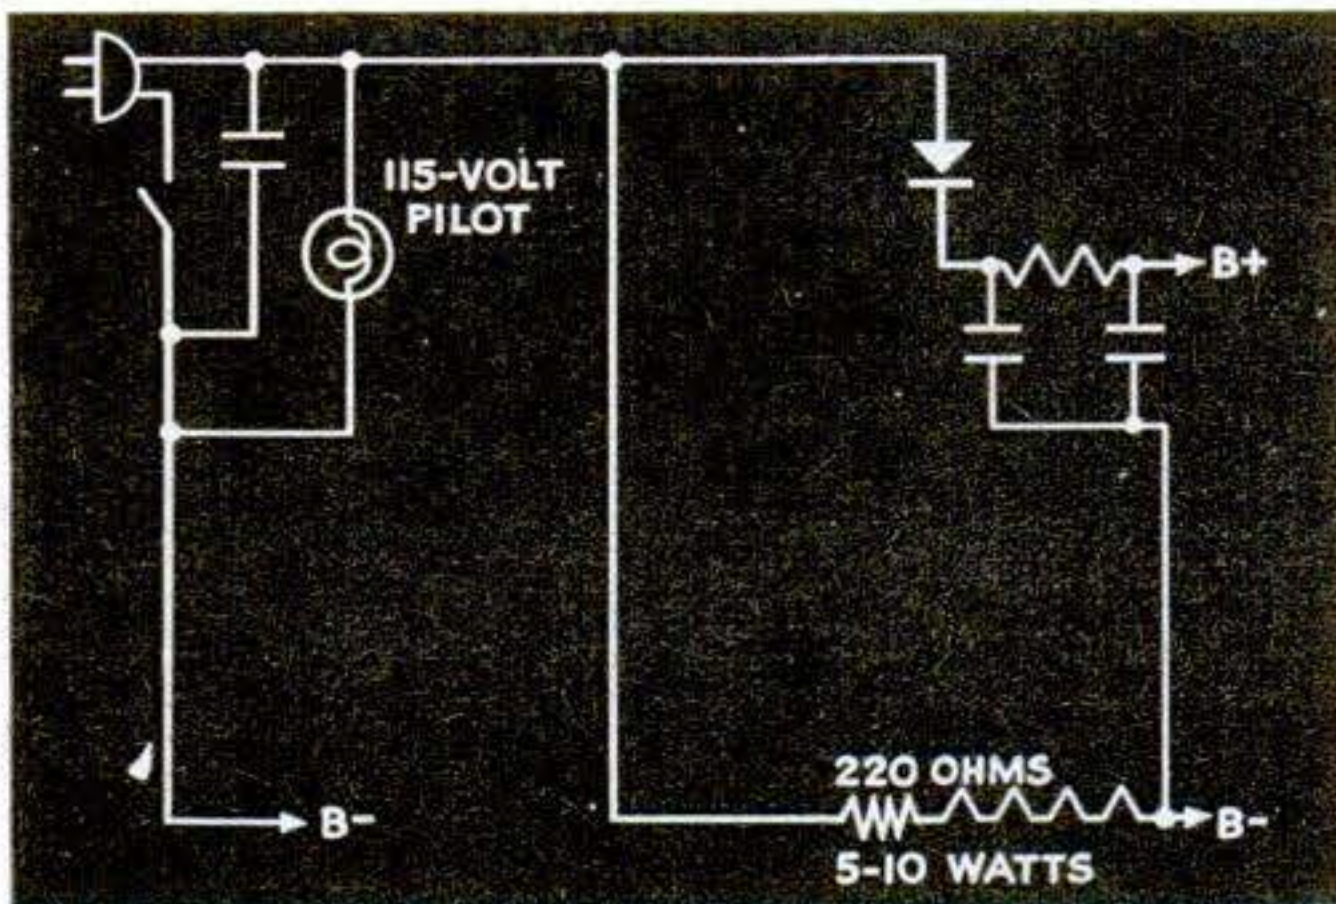 115-VOLT
PILOT
B+
220 OHMS
B-
B-
5-10 WATTS